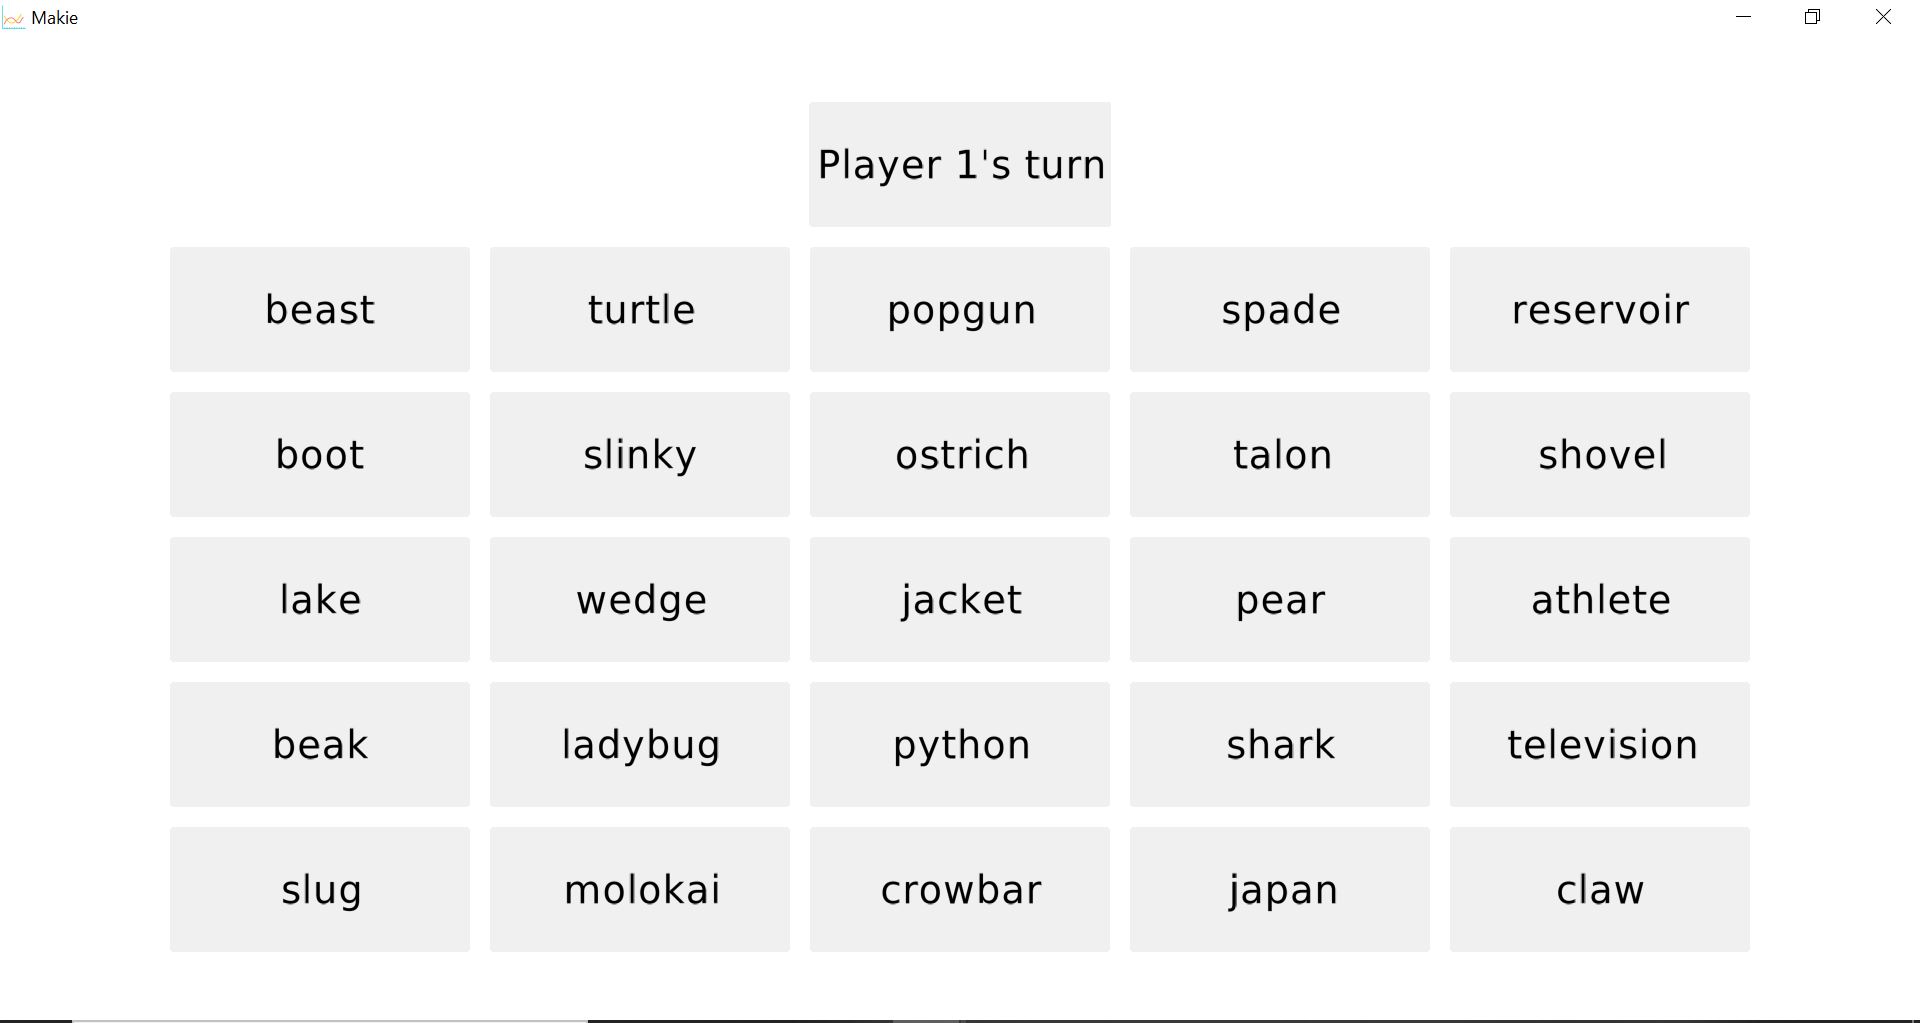 Makie
Player 1's turn
beast turtle popgun spade reservoir
boot slinky ostrich talon shovel
lake wedge jacket pear athlete
beak ladybug python shark television
slug molokai crowbar japan claw